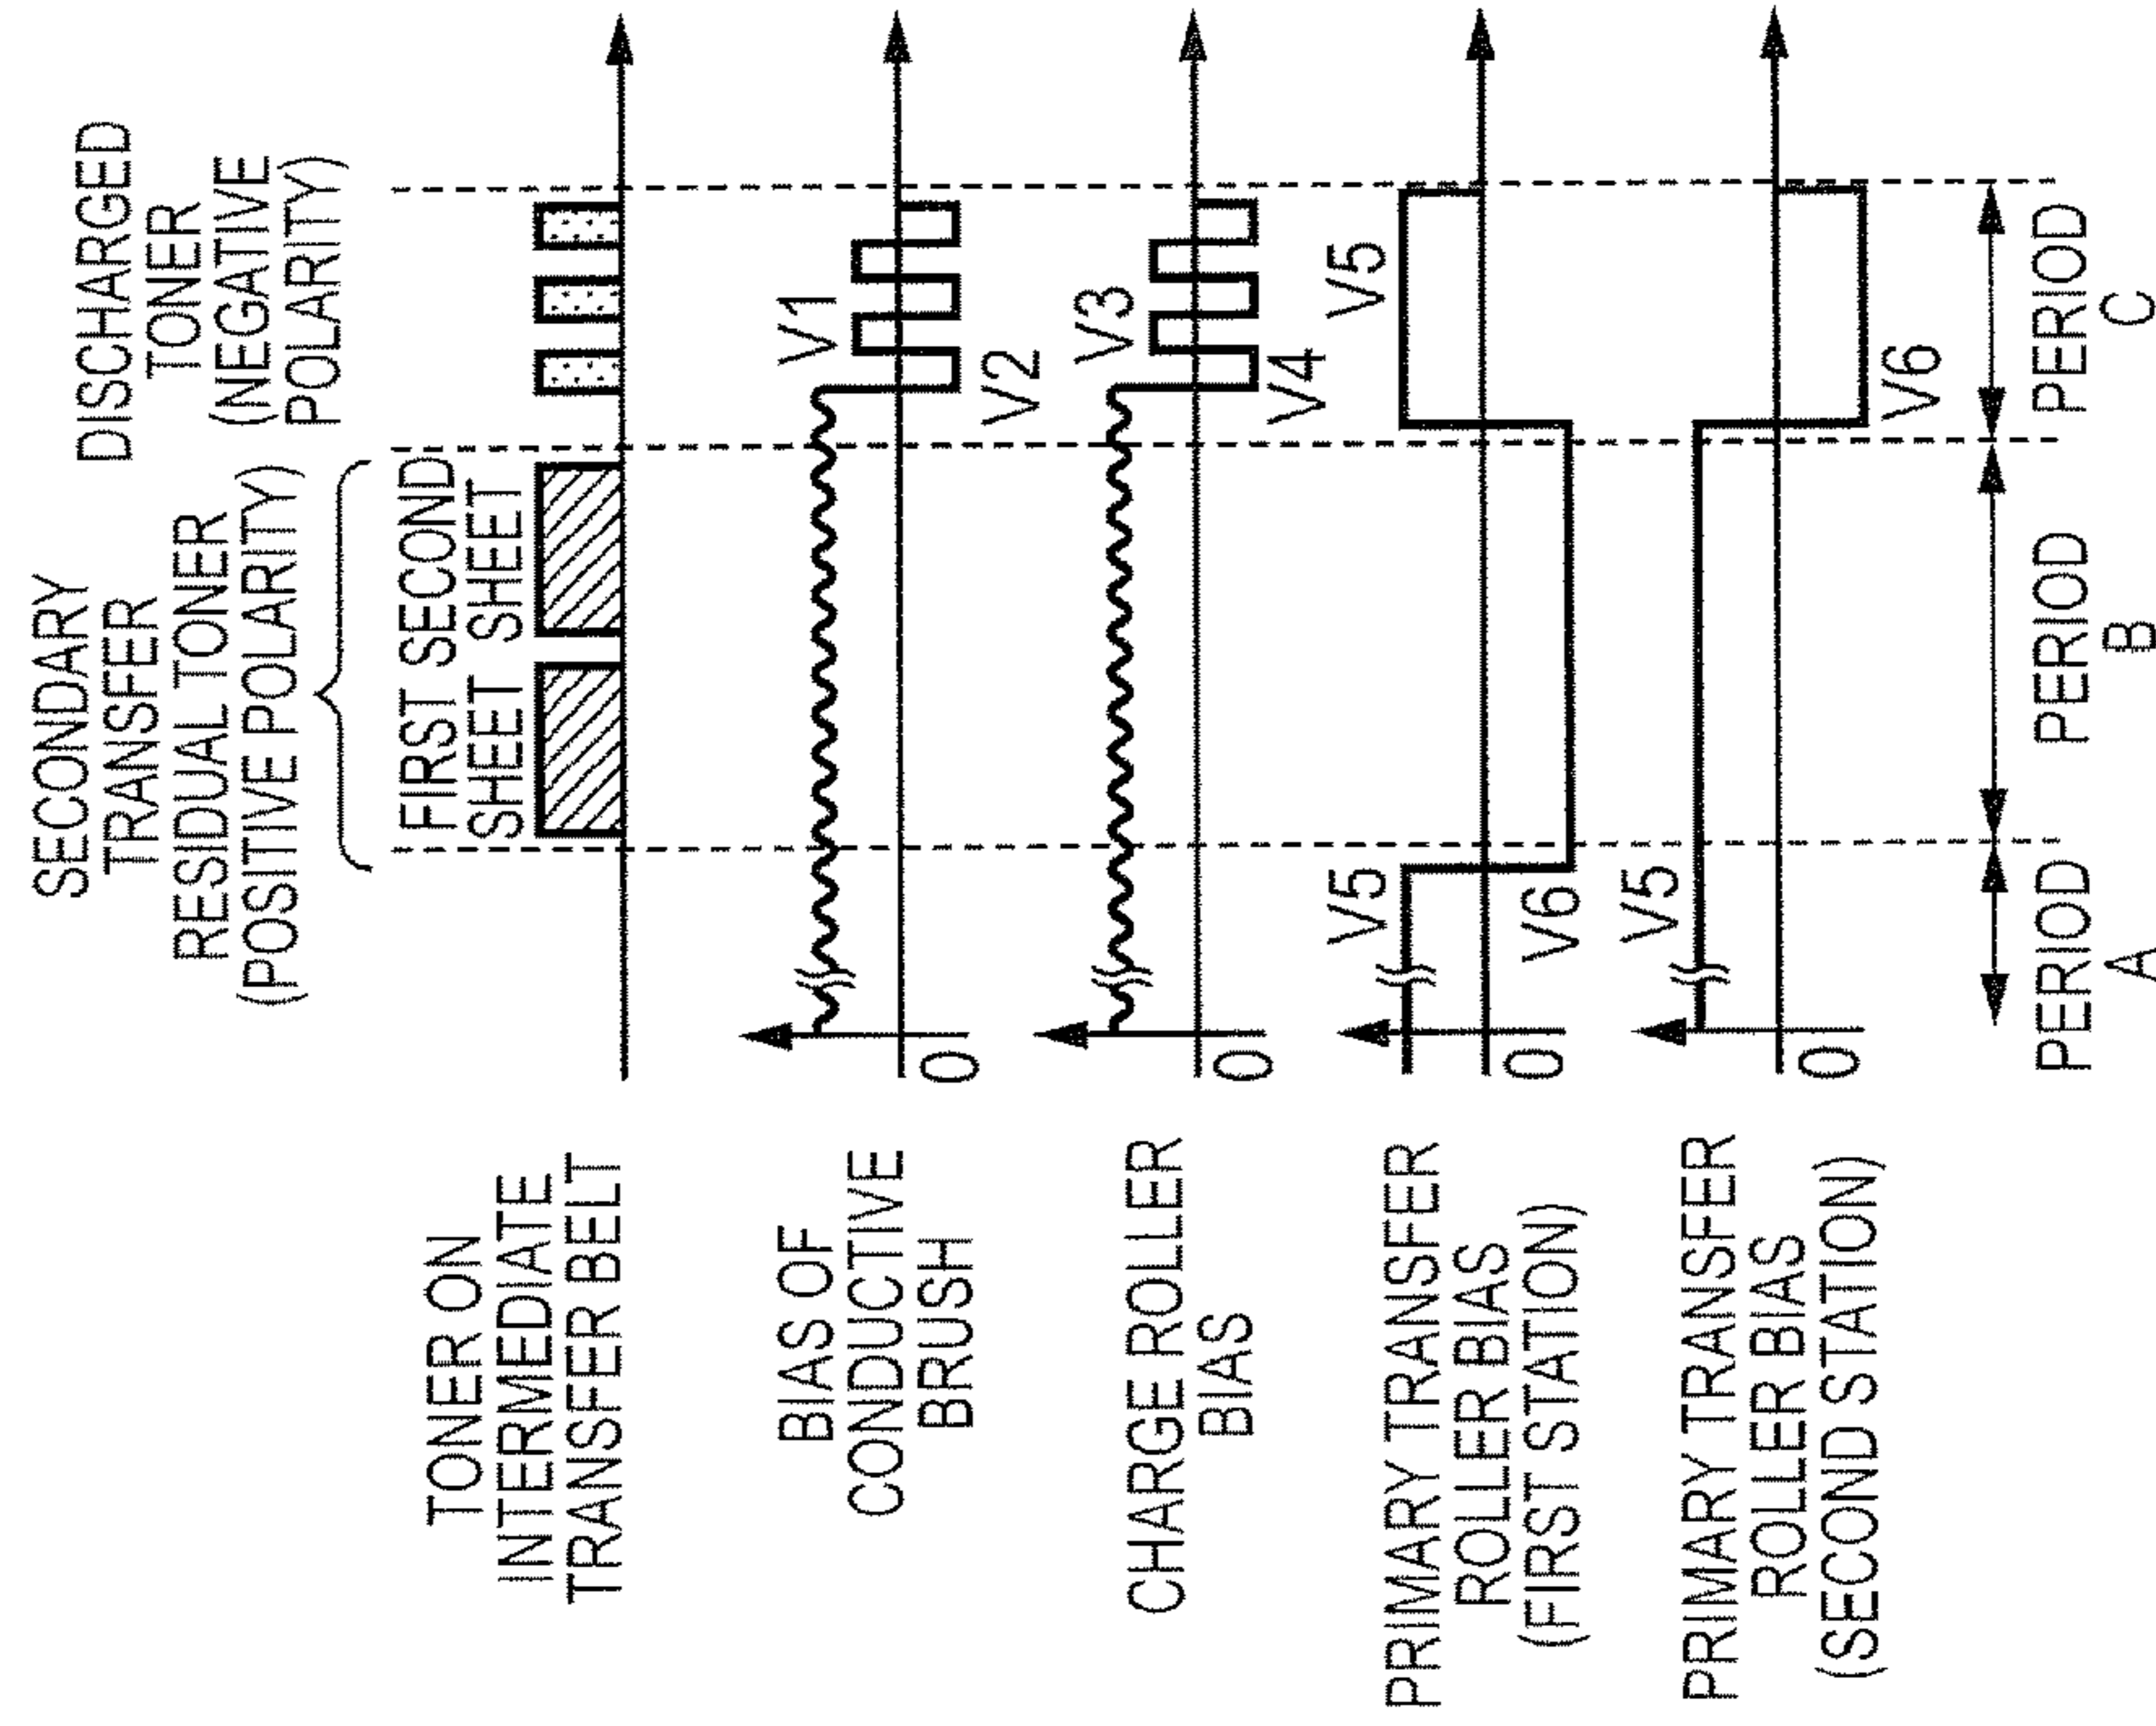 SECONDARY
TRANSFER
RESIDUAL TONER
(POSITIVE POLARITY)
DISCHARGED
TONER
(NEGATIVE
POLARITY)
FIRST SECOND
SHEET SHEET
TONER ON
INTERMEDIATE
TRANSFER BELT
BIAS OF
CONDUCTIVE
BRUSH
0
V1
V2
CHARGE ROLLER
BIAS
0
V3
V4
PRIMARY TRANSFER
ROLLER BIAS
(FIRST STATION)
0
V5
V6
V5
PRIMARY TRANSFER
ROLLER BIAS
(SECOND STATION)
0
V5
V6
PERIOD
A
PERIOD
B
PERIOD
C